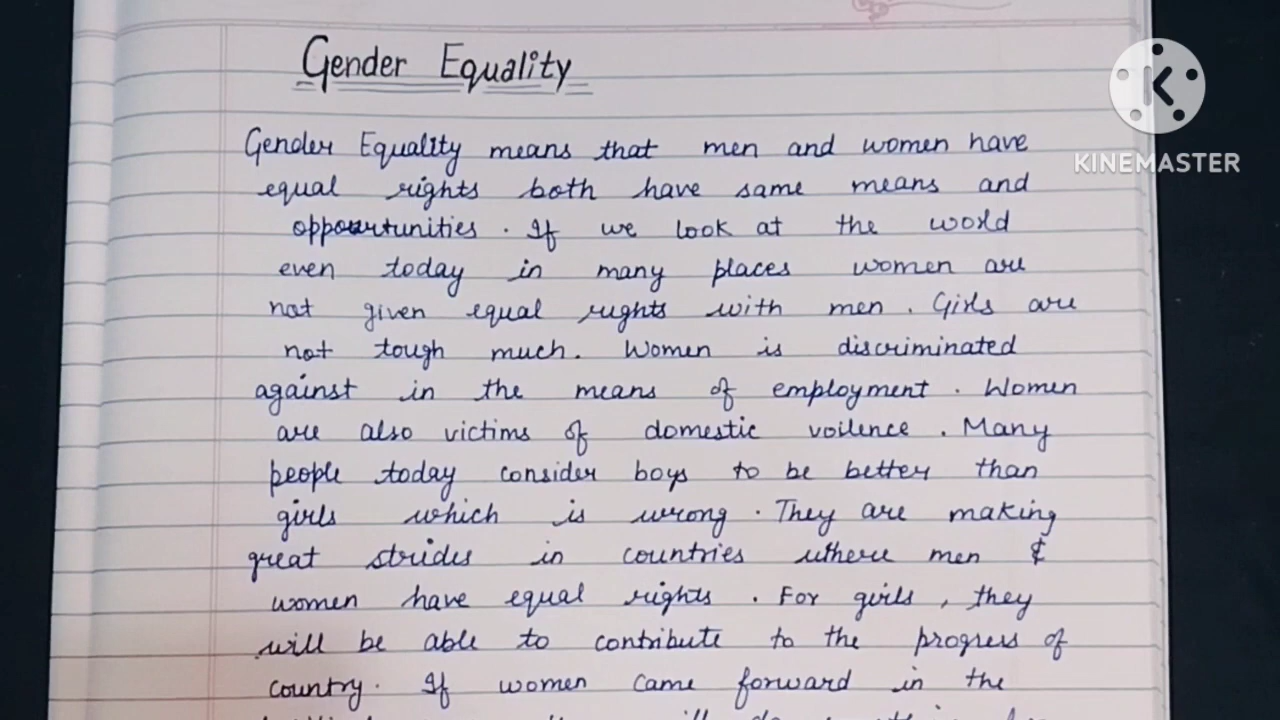 Gender Equality
KINEMASTER
Gender Equality means that men and women have
equal rights both have same means and
oppourtunities. If we look at the world
even today in many places women are
not given equal rights with men. Girls are
not tough much. Women is discriminated
against in the means of employment. Women
are also victims of domestic voilence. Many
people today consider boys to be better than
girls which is wrong. They are making
great strides in countries where men &
women have equal rights. For girls, they
will be able to contribute to the progress of
country. If women came forward in the